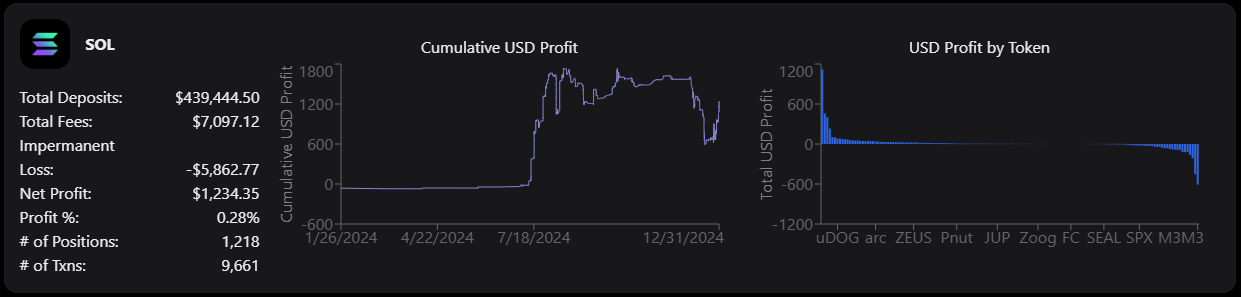 SOL
Total Deposits: $439,444.50
Total Fees: $7,097.12
Impermanent
Loss: -$5,862.77
Net Profit: $1,234.35
Profit %: 0.28%
# of Positions: 1,218
# of Txns: 9,661
Cumulative USD Profit
Cumulative USD Profit
1800
1200
600
0
-600
1/26/2024 4/22/2024 7/18/2024 12/31/2024
USD Profit by Token
Total USD Profit
1200
600
0
-600
-1200
uDOG arc ZEUS Pnut JUP Zoog FC SEAL SPX M3M3